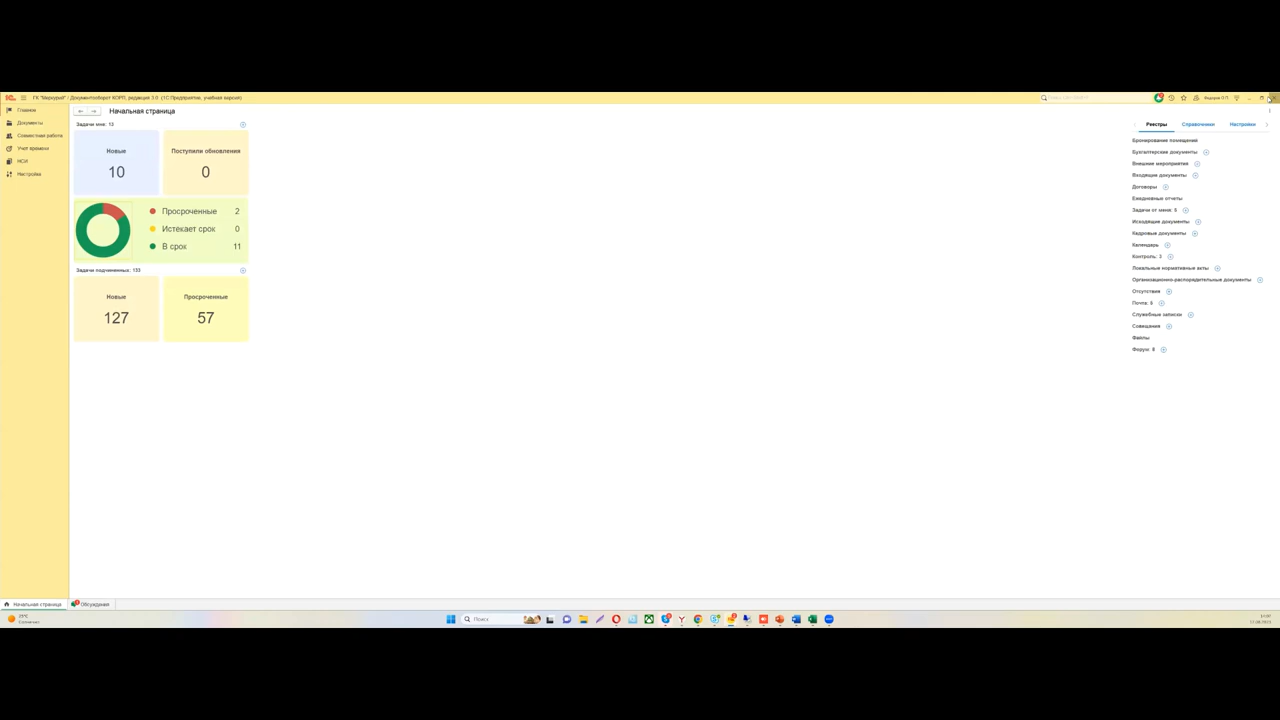 1С ГК "Меркурий" - Документооборот КОРП, редакция 3.0 (1С:Предприятие, учебная версия)
Главное
Документы
Совместная работа
Учет времени
НСИ
Настройка
Начальная страница
Задачи мне: 13
Новые
10
Поступили обновления
0
Просроченные 2
Истекает срок 0
В срок 11
Задачи подчиненных: 133
Новые
127
Просроченные
57
Реестры Справочники Настройки
Бронирование помещений
Бухгалтерские документы
Внешние мероприятия
Входящие документы
Договоры
Ежедневные отчеты
Задачи от меня: 5
Исходящие документы
Кадровые документы
Календарь
Контроль: 3
Локальные нормативные акты
Организационно-распорядительные документы
Отсутствия
Почта: 5
Служебные записки
Совещания
Файлы
Форум: 8
Начальная страница Обсуждения
Поиск